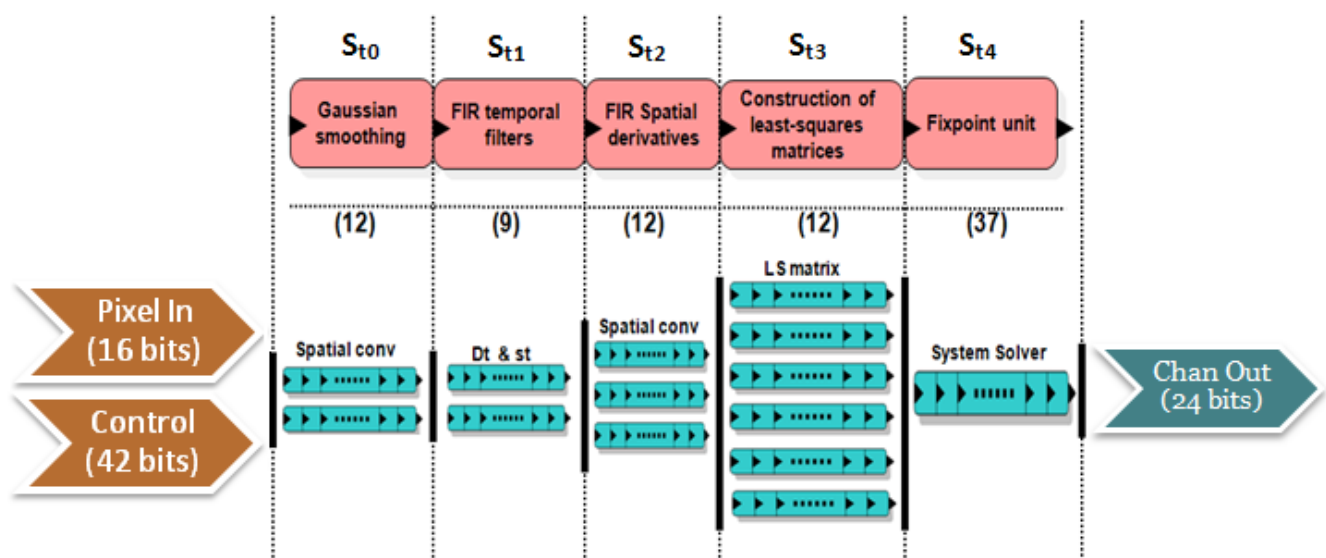 St0 St1 St2 St3 St4
Gaussian
smoothing
FIR temporal
filters
FIR Spatial
derivatives
Construction of
least-squares
matrices
Fixpoint unit
(12) (9) (12) (12) (37)
Pixel In
(16 bits)
Control
(42 bits)
Spatial conv
Dt & st
Spatial conv
LS matrix
System Solver
Chan Out
(24 bits)